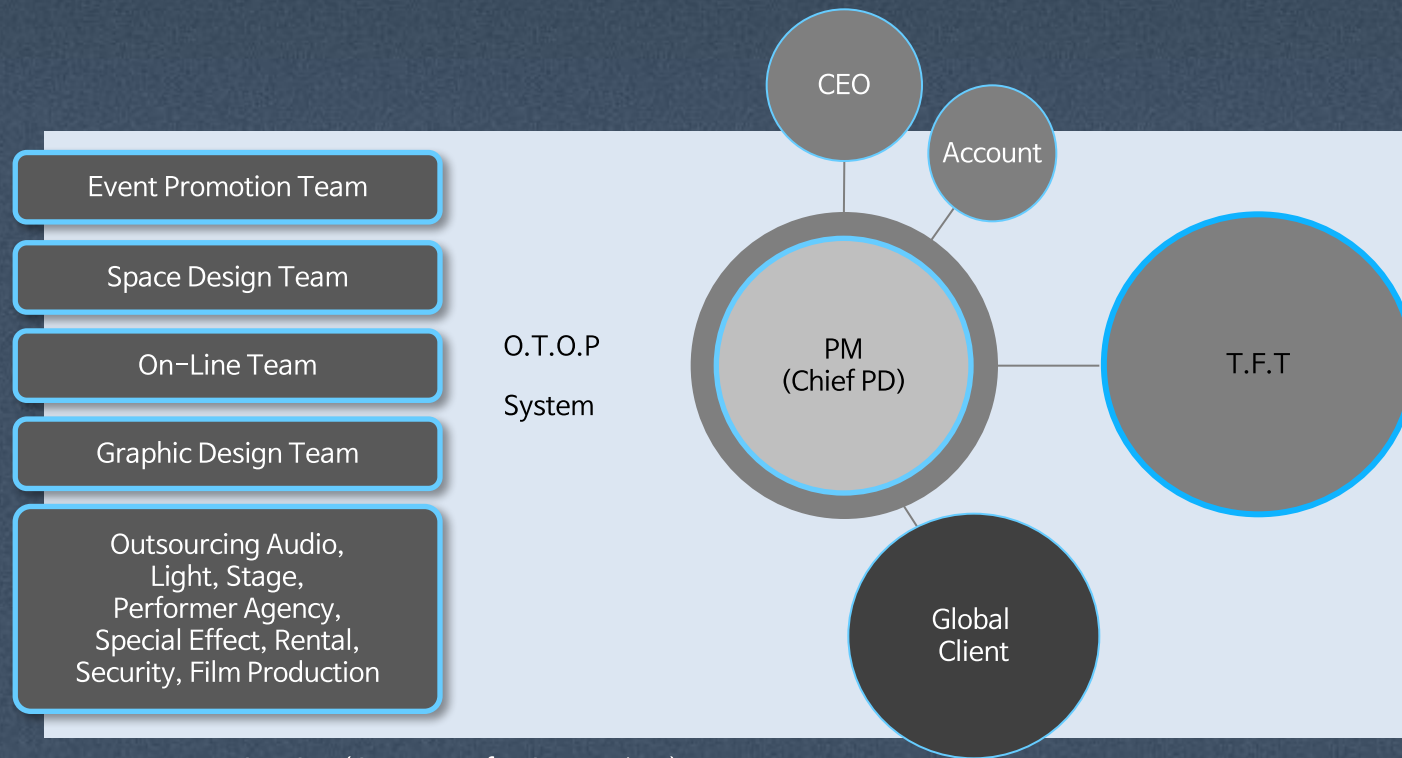 CEO
Account
Event Promotion Team
Space Design Team
On-Line Team
Graphic Design Team
Outsourcing Audio,
Light, Stage,
Performer Agency,
Special Effect, Rental,
Security, Film Production
O.T.O.P
System
PM
(Chief PD)
T.F.T
Global
Client